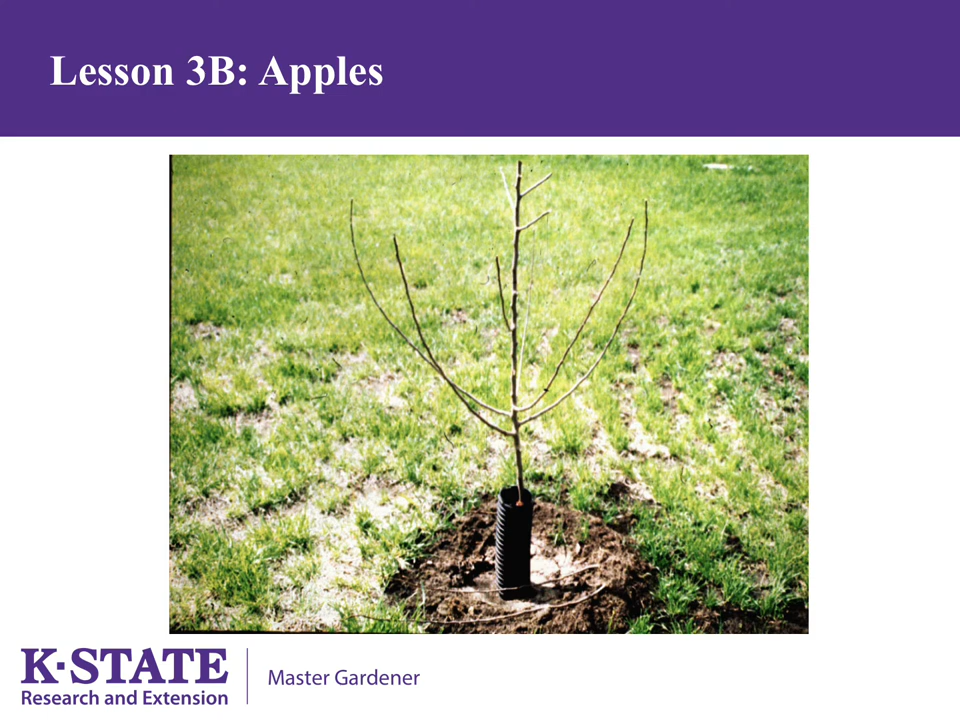 Lesson 3B: Apples
K-STATE
Research and Extension
Master Gardener